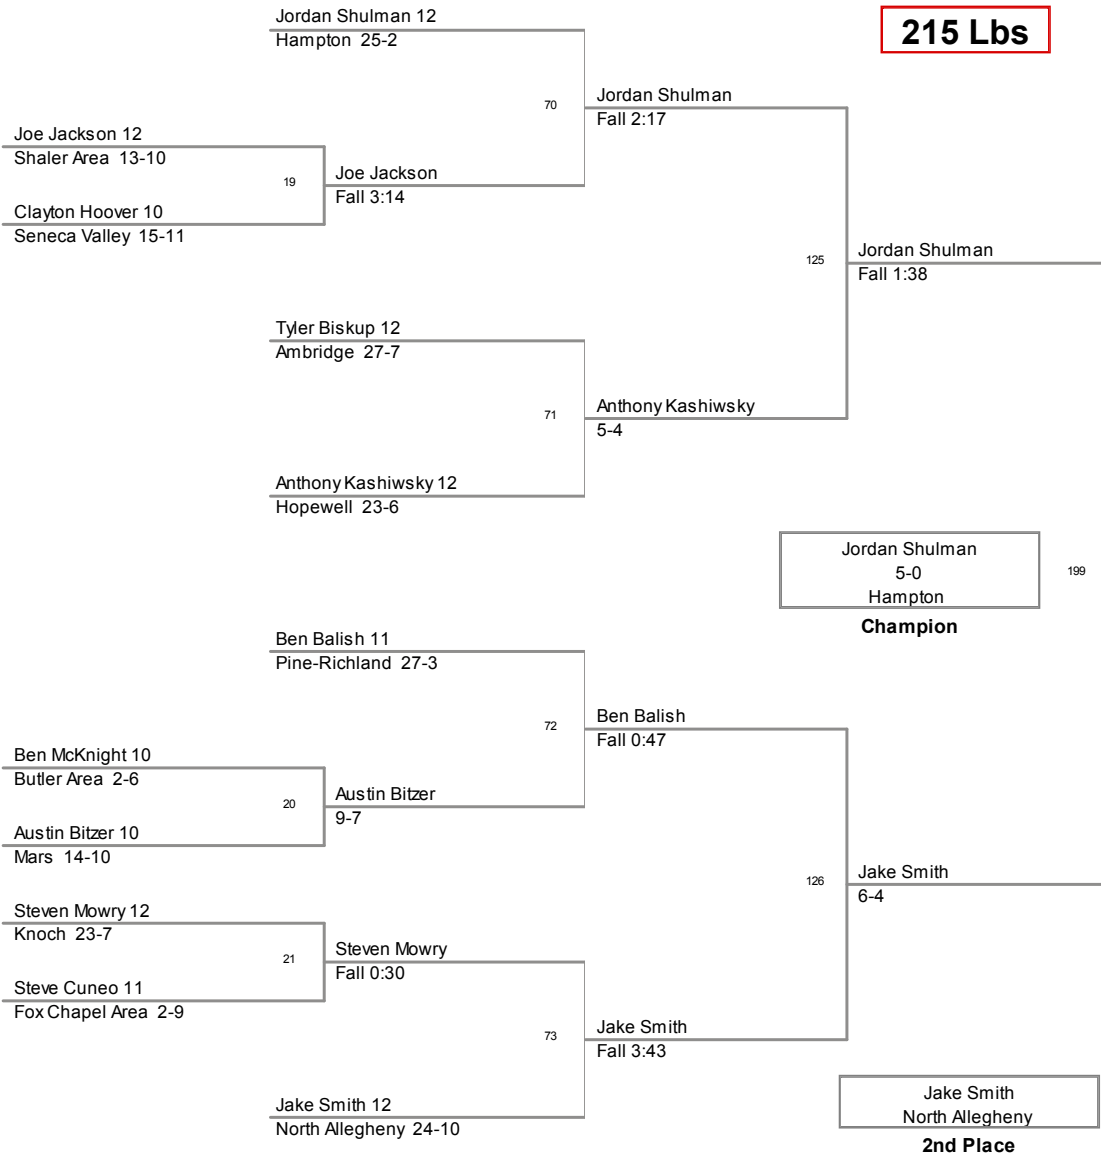 Jordan Shulman 12
Hampton 25-2
215 Lbs
70
Jordan Shulman
Fall 2:17
Joe Jackson 12
Shaler Area 13-10
19
Joe Jackson
Fall 3:14
Clayton Hoover 10
Seneca Valley 15-11
125
Jordan Shulman
Fall 1:38
Tyler Biskup 12
Ambridge 27-7
71
Anthony Kashiwsky
5-4
Anthony Kashiwsky 12
Hopewell 23-6
Jordan Shulman
5-0
Hampton
199
Champion
Ben Balish 11
Pine-Richland 27-3
72
Ben Balish
Fall 0:47
Ben McKnight 10
Butler Area 2-6
20
Austin Bitzer
9-7
Austin Bitzer 10
Mars 14-10
126
Jake Smith
6-4
Steven Mowry 12
Knoch 23-7
21
Steven Mowry
Fall 0:30
Steve Cuneo 11
Fox Chapel Area 2-9
73
Jake Smith
Fall 3:43
Jake Smith 12
North Allegheny 24-10
Jake Smith
North Allegheny
2nd Place